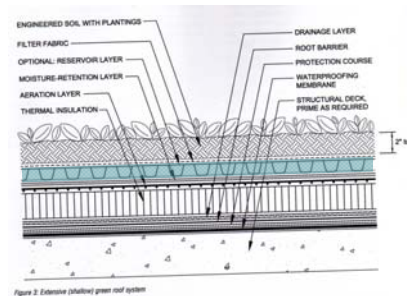 ENGINEERED SOIL WITH PLANTINGS
FILTER FABRIC
OPTIONAL: RESERVOIR LAYER
MOISTURE-RETENTION LAYER
AERATION LAYER
THERMAL INSULATION
DRAINAGE LAYER
ROOT BARRIER
PROTECTION COURSE
WATERPROOFING
MEMBRANE
STRUCTURAL DECK,
PRIME AS REQUIRED
2"
Figure 3: Extensive (shallow) green roof system